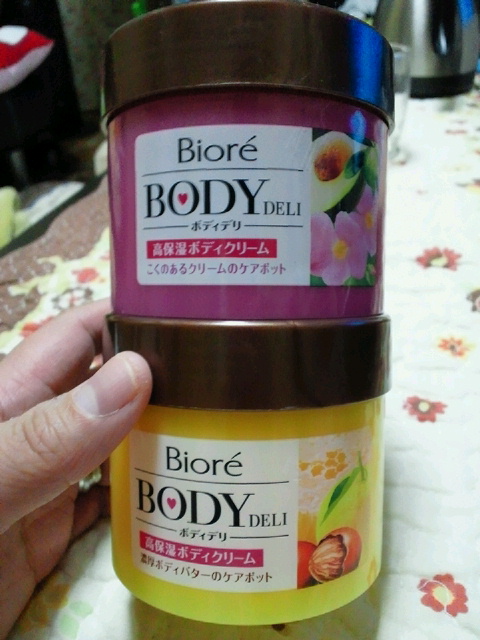 Bioré
BODY DELI
ボディデリ
高保湿ボディクリーム
こくのあるクリームのケアポット
Bioré
BODY DELI
ボディデリ
高保湿ボディクリーム
濃厚ボディバターのケアポット